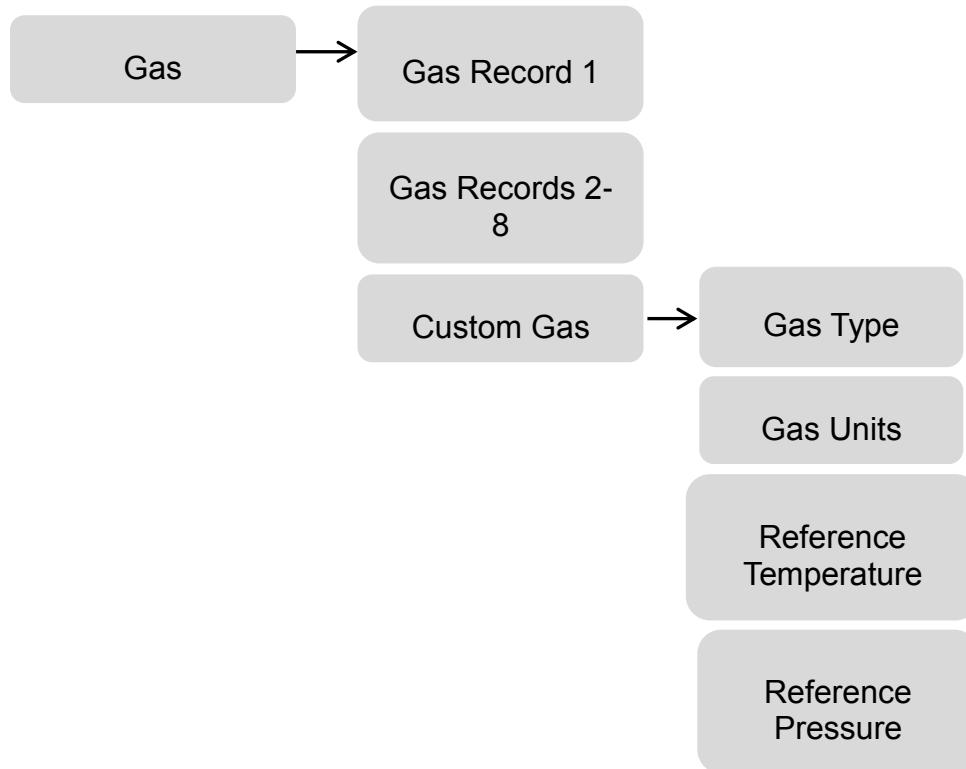 Gas
Gas Record 1
Gas Records 2-
8
Custom Gas
Gas Type
Gas Units
Reference
Temperature
Reference
Pressure